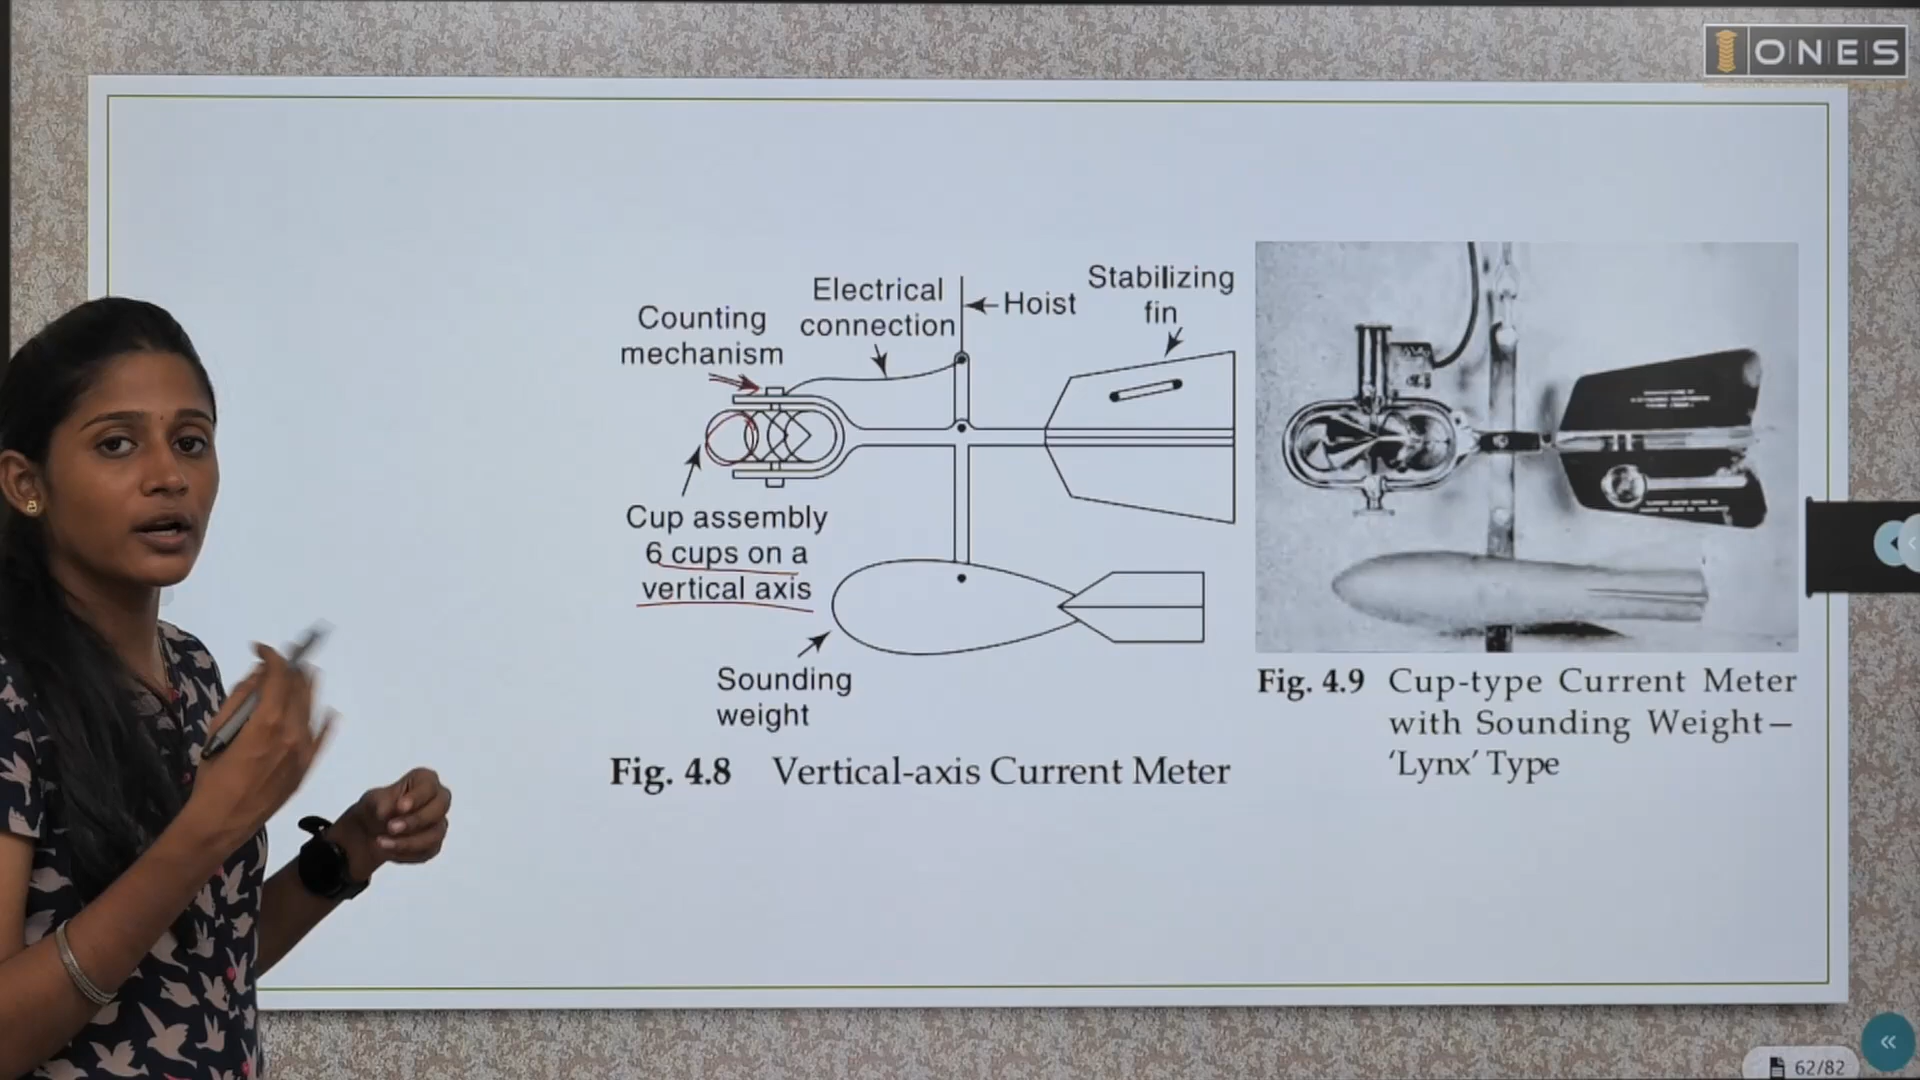 ONES
Counting
mechanism
Electrical
connection
Hoist
Stabilizing
fin
Cup assembly
6 cups on a
vertical axis
Sounding
weight
Fig. 4.8 Vertical-axis Current Meter
Fig. 4.9 Cup-type Current Meter
with Sounding Weight—
‘Lynx’ Type
62/82